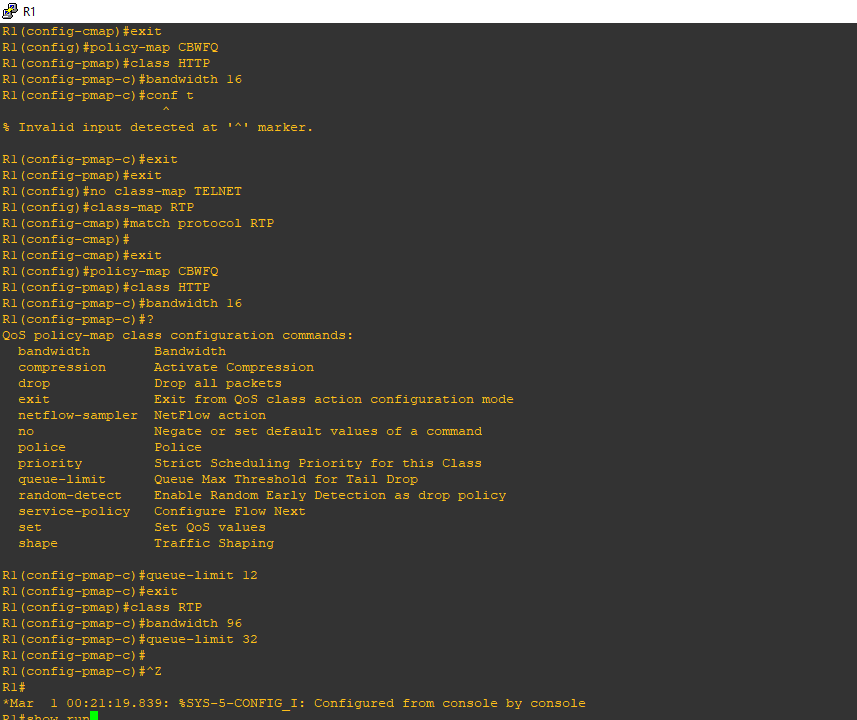 R1
R1(config-cmap)#exit
R1(config)#policy-map CBWFQ
R1(config-pmap)#class HTTP
R1(config-pmap-c)#bandwidth 16
R1(config-pmap-c)#conf t
^
% Invalid input detected at '^' marker.
R1(config-pmap-c)#exit
R1(config-pmap)#exit
R1(config)#no class-map TELNET
R1(config)#class-map RTP
R1(config-cmap)#match protocol RTP
R1(config-cmap)#
R1(config-cmap)#exit
R1(config)#policy-map CBWFQ
R1(config-pmap)#class HTTP
R1(config-pmap-c)#bandwidth 16
R1(config-pmap-c)#?
QoS policy-map class configuration commands:
  bandwidth        Bandwidth
  compression      Activate Compression
  drop             Drop all packets
  exit             Exit from QoS class action configuration mode
  netflow-sampler  NetFlow action
  no               Negate or set default values of a command
  police           Police
  priority         Strict Scheduling Priority for this Class
  queue-limit      Queue Max Threshold for Tail Drop
  random-detect    Enable Random Early Detection as drop policy
  service-policy   Configure Flow Next
  set              Set QoS values
  shape            Traffic Shaping
R1(config-pmap-c)#queue-limit 12
R1(config-pmap-c)#exit
R1(config-pmap)#class RTP
R1(config-pmap-c)#bandwidth 96
R1(config-pmap-c)#queue-limit 32
R1(config-pmap-c)#
R1(config-pmap-c)#^Z
R1#
*Mar  1 00:21:19.839: %SYS-5-CONFIG_I: Configured from console by console
R1#show run